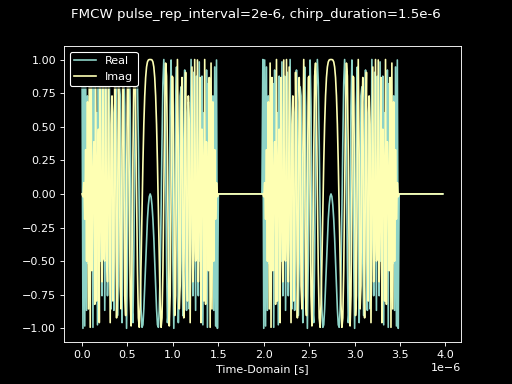 FMCW pulse_rep_interval=2e-6, chirp_duration=1.5e-6
Real
Imag
1.00
0.75
0.50
0.25
0.00
−0.25
−0.50
−0.75
−1.00
0.0 0.5 1.0 1.5 2.0 2.5 3.0 3.5 4.0
1e−6
Time-Domain [s]